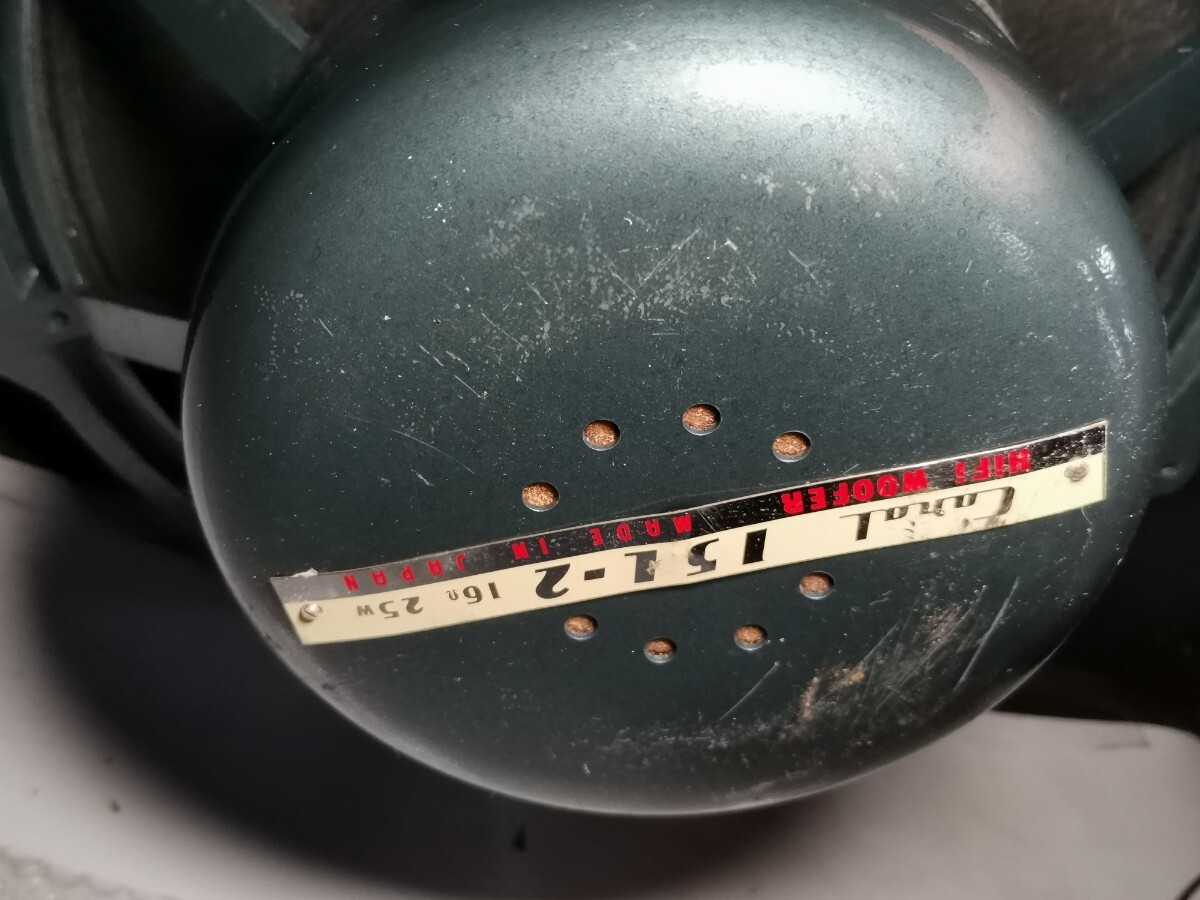 Coral 15L-2 16Ω 25W
HiFi WOOFER MADE IN JAPAN